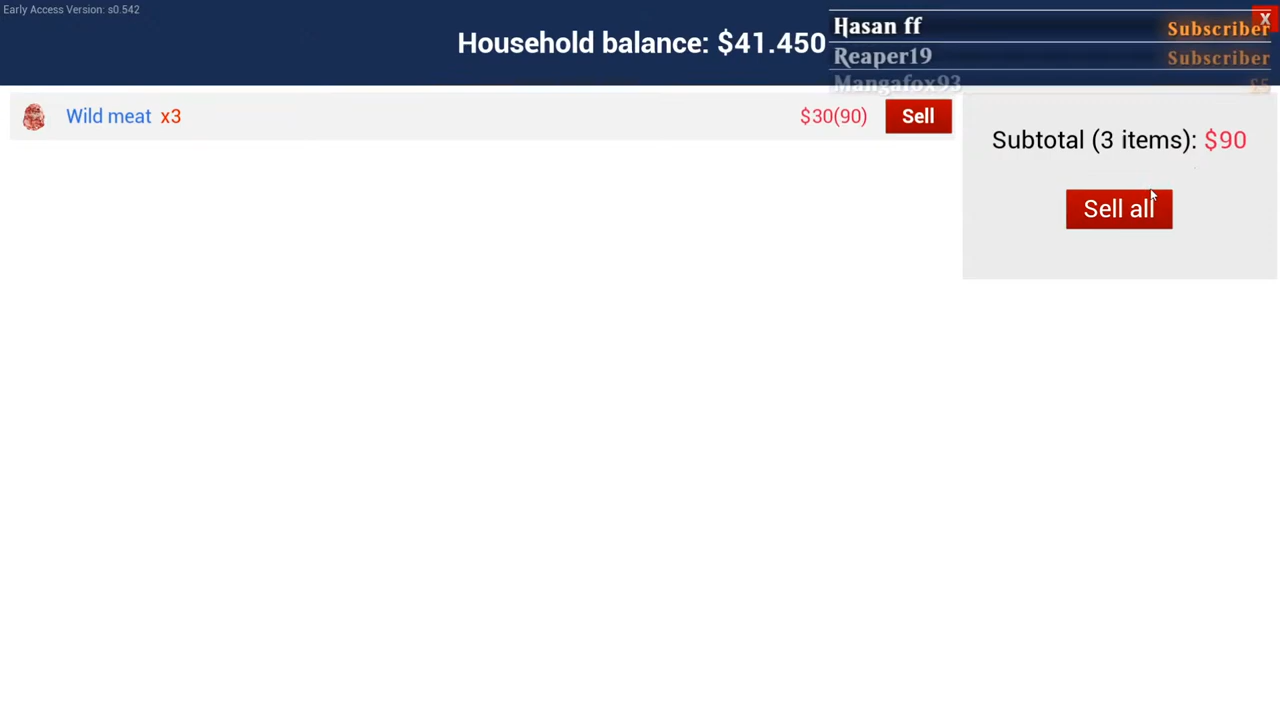 Early Access Version: s0.542
Household balance: $41.450
X
Hasan ff Subscriber
Reaper19 Subscriber
Mangafox93 £5
Wild meat x3 $30(90) Sell
Subtotal (3 items): $90
Sell all